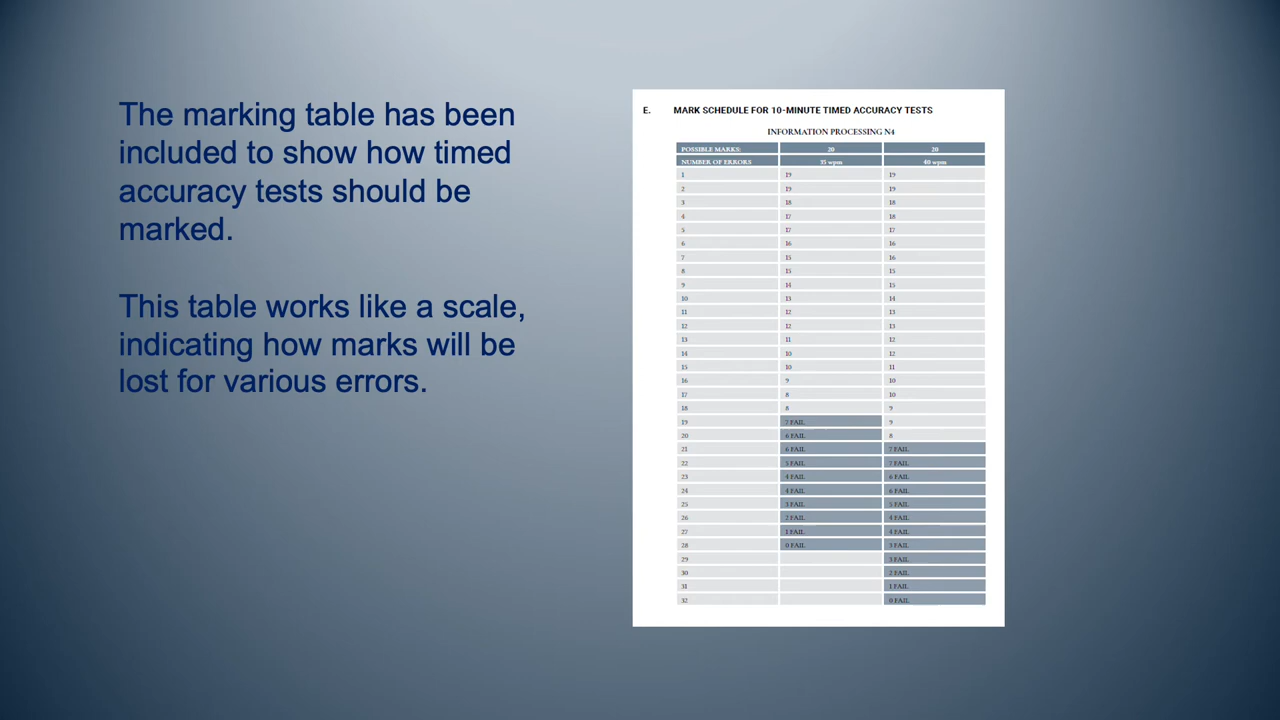 The marking table has been
included to show how timed
accuracy tests should be
marked.
This table works like a scale,
indicating how marks will be
lost for various errors.
E. MARK SCHEDULE FOR 10-MINUTE TIMED ACCURACY TESTS
INFORMATION PROCESSING N4
POSSIBLE MARKS: 20 20
NUMBER OF ERRORS 35 wpm 40 wpm
1 19 19
2 19 19
3 18 18
4 17 18
5 17 17
6 16 16
7 15 16
8 15 15
9 14 15
10 13 14
11 12 13
12 12 13
13 11 12
14 10 12
15 10 11
16 9 10
17 8 10
18 8 9
19 7 FAIL 9
20 6 FAIL 8
21 6 FAIL 7 FAIL
22 5 FAIL 7 FAIL
23 4 FAIL 6 FAIL
24 4 FAIL 6 FAIL
25 3 FAIL 5 FAIL
26 2 FAIL 4 FAIL
27 1 FAIL 4 FAIL
28 0 FAIL 3 FAIL
29 3 FAIL
30 2 FAIL
31 1 FAIL
32 0 FAIL